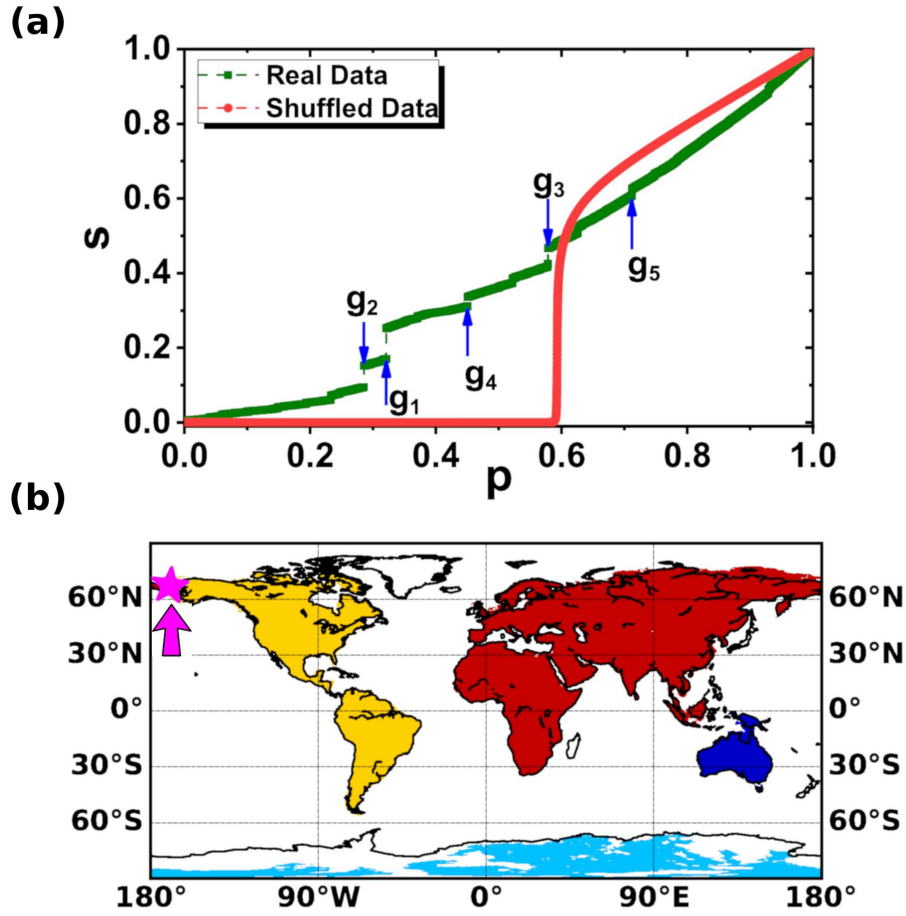 (a)
1.0
Real Data
Shuffled Data
0.8
0.6
g3
s
g5
0.4
g2
g4
0.2
g1
0.0
0.0 0.2 0.4 0.6 0.8 1.0
p
(b)
60°N 60°N
30°N 30°N
0° 0°
30°S 30°S
60°S 60°S
180° 90°W 0° 90°E 180°